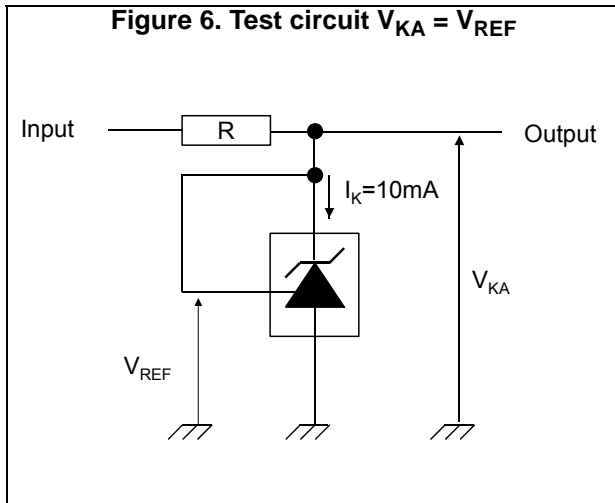 Figure 6. Test circuit VKA = VREF
Input
R
Output
IK=10mA
VKA
VREF